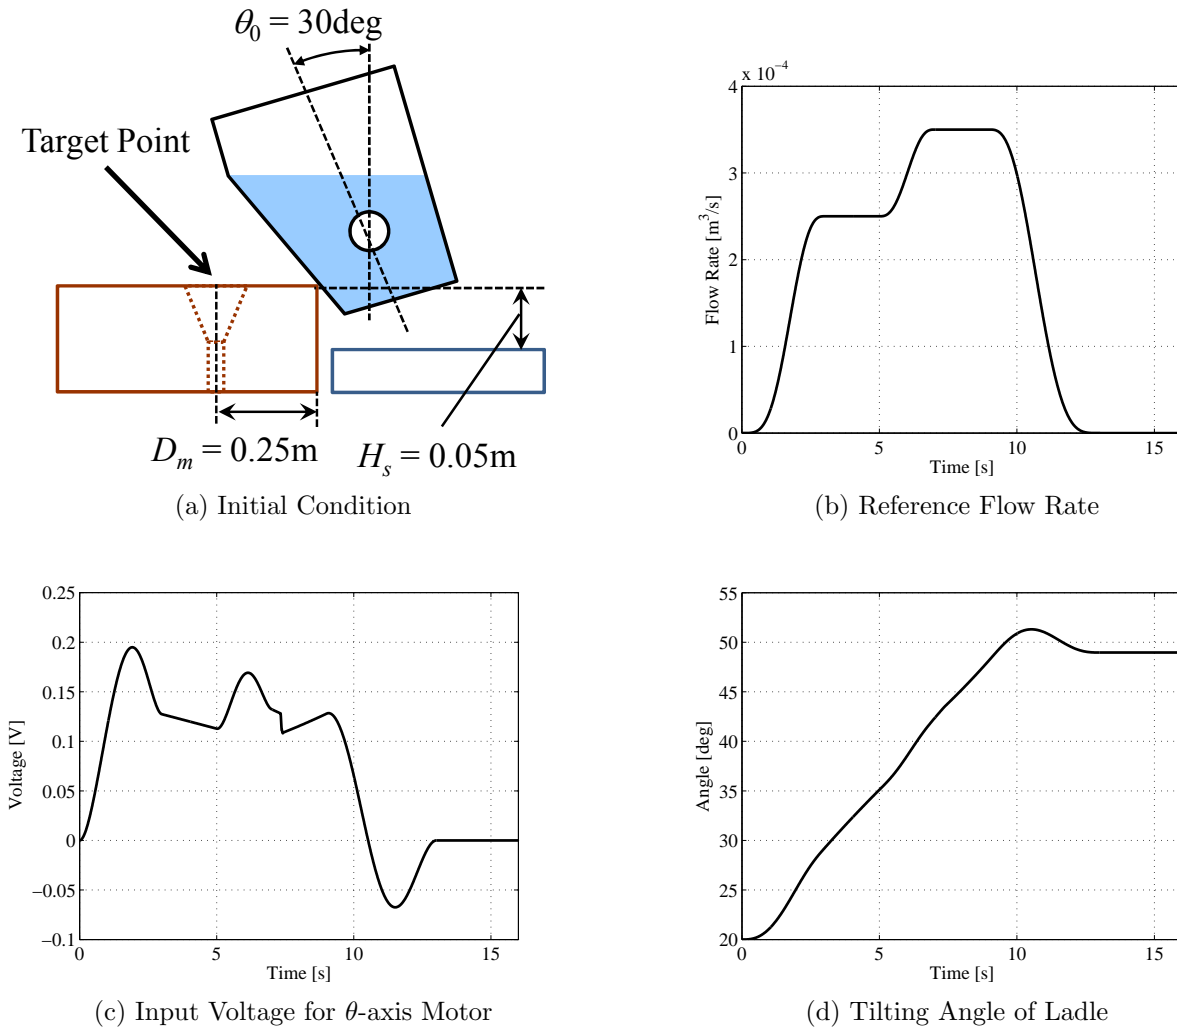 θ0 = 30deg
Target Point
Dm = 0.25m
Hs = 0.05m
(a) Initial Condition
x 10−4
4
3
2
1
0
0 5 10 15
Flow Rate [m3/s]
Time [s]
(b) Reference Flow Rate
0.25
0.2
0.15
0.1
0.05
0
−0.05
−0.1
0 5 10 15
Voltage [V]
Time [s]
(c) Input Voltage for θ-axis Motor
55
50
45
40
35
30
25
20
0 5 10 15
Angle [deg]
Time [s]
(d) Tilting Angle of Ladle